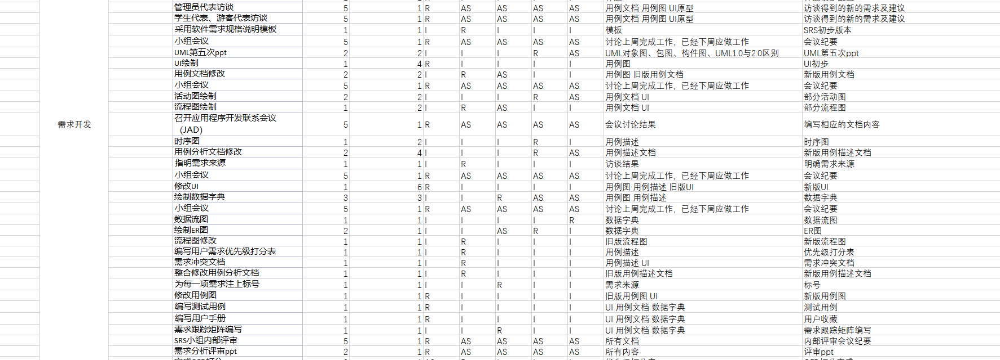 管理员代表访谈 5 1 R AS AS AS AS 用例文档 用例图 UI原型 访谈得到的新的需求及建议
学生代表、游客代表访谈 5 1 R AS AS AS AS 用例文档 用例图 UI原型 访谈得到的新的需求及建议
采用软件需求规格说明模板 1 1 I R I I I 模板 SRS初步版本
小组会议 5 1 R AS AS AS AS 讨论上周完成工作，已经下周应做工作 会议纪要
UML第五次ppt 2 2 I I I R AS UML对象图、包图、构件图、UML1.0与2.0区别 UML第五次ppt
UI绘制 1 4 R I I I I 用例图 UI初步
用例文档修改 2 2 I R AS I I 用例图 旧版用例文档 新版用例文档
小组会议 5 1 R AS AS AS AS 讨论上周完成工作，已经下周应做工作 会议纪要
活动图绘制 2 2 I I I R AS 用例文档 UI 部分活动图
流程图绘制 1 2 I R AS I I 用例文档 UI 部分流程图
需求开发
召开应用程序开发联系会议
（JAD） 5 1 R AS AS AS AS 会议讨论结果 编写相应的文档内容
时序图 1 2 I I I R I 用例描述 时序图
用例分析文档修改 2 4 I I I R AS 用例描述文档 新版用例描述文档
指明需求来源 1 1 I R I I I 访谈结果 明确需求来源
小组会议 5 1 R AS AS AS AS 讨论上周完成工作，已经下周应做工作 会议纪要
修改UI 1 6 R I I I I 用例图 用例描述 旧版UI 新版UI
绘制数据字典 3 3 I I R AS AS 用例图 用例描述 数据字典
小组会议 5 1 R AS AS AS AS 讨论上周完成工作，已经下周应做工作 会议纪要
数据流图 1 1 I I I I R 数据字典 数据流图
绘制ER图 2 1 I I AS R I 数据字典 ER图
流程图修改 1 1 I R I I I 旧版流程图 新版流程图
编写用户需求优先级打分表 1 1 I R I I I 用例描述 优先级打分表
需求冲突文档 1 1 I R I I I 用例描述 UI 需求冲突文档
整合修改用例分析文档 1 1 I R I I I 旧版用例描述文档 新版用例描述文档
为每一项需求注上标号 1 1 I I R I I 需求来源 标号
修改用例图 1 1 R I I I I 旧版用例图 UI 新版用例图
编写测试用例 1 1 R I I I I UI 用例文档 数据字典 测试用例
编写用户手册 1 1 R I I I I UI 用例文档 数据字典 用户收藏
需求跟踪矩阵编写 1 1 I I R I I UI 用例文档 数据字典 需求跟踪矩阵编写
SRS小组内部评审 5 1 R AS AS AS AS 所有文档 内部评审会议纪要
需求分析评审ppt 2 1 R AS AS AS AS 所有内容 评审ppt